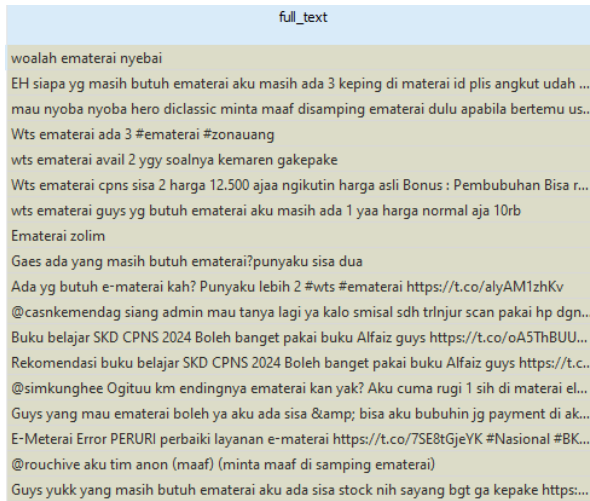 full_text
woalah ematerai nyebai
EH siapa yg masih butuh ematerai aku masih ada 3 keping di materai id plis angkut udah ...
mau nyoba nyoba hero diclassic minta maaf disamping ematerai dulu apabila bertemu us...
Wts ematerai ada 3 #ematerai #zonauang
wts ematerai avail 2 ygy soalnya kemaren gakepake
Wts ematerai cpns sisa 2 harga 12.500 ajaa ngikutin harga asli Bonus : Pembubuhan Bisa r...
wts ematerai guys yg butuh ematerai aku masih ada 1 yaa harga normal aja 10rb
Ematerai zolim
Gaes ada yang masih butuh ematerai?punyaku sisa dua
Ada yg butuh e-materai kah? Punyaku lebih 2 #wts #ematerai https://t.co/alyAM1zhKv
@casnkemendag siang admin mau tanya lagi ya kalo smisal sdh trlnjur scan pakai hp dgn...
Buku belajar SKD CPNS 2024 Boleh banget pakai buku Alfaiz guys https://t.co/oA5ThBUU...
Rekomendasi buku belajar SKD CPNS 2024 Boleh banget pakai buku Alfaiz guys https://t.c...
@simkunghee Ogituu km endingnya ematerai kan yak? Aku cuma rugi 1 sih di materai el...
Guys yang mau ematerai boleh ya aku ada sisa &amp; bisa aku bubuhin jg payment di ak...
E-Meterai Error PERURI perbaiki layanan e-materai https://t.co/7SE8tGjeYK #Nasional #BK...
@rouchive aku tim anon (maaf) (minta maaf di samping ematerai)
Guys yukk yang masih butuh ematerai aku ada sisa stock nih sayang bgt ga kepake https:...